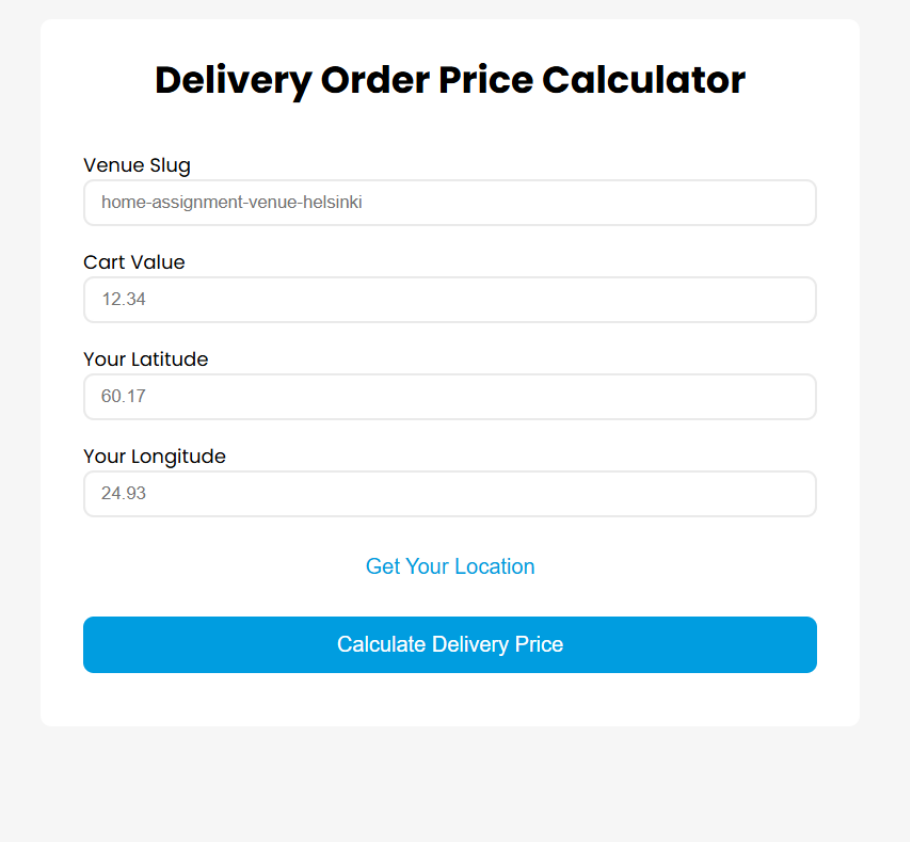 Delivery Order Price Calculator
Venue Slug
home-assignment-venue-helsinki
Cart Value
12.34
Your Latitude
60.17
Your Longitude
24.93
Get Your Location
Calculate Delivery Price